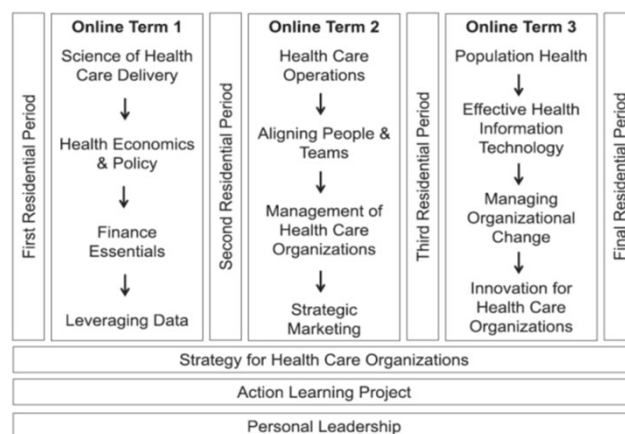 First Residential Period
Online Term 1
Science of Health
Care Delivery
Health Economics
& Policy
Finance
Essentials
Leveraging Data
Second Residential Period
Online Term 2
Health Care
Operations
Aligning People &
Teams
Management of
Health Care
Organizations
Strategic
Marketing
Third Residential Period
Online Term 3
Population Health
Effective Health
Information
Technology
Managing
Organizational
Change
Innovation for
Health Care
Organizations
Final Residential Period
Strategy for Health Care Organizations
Action Learning Project
Personal Leadership